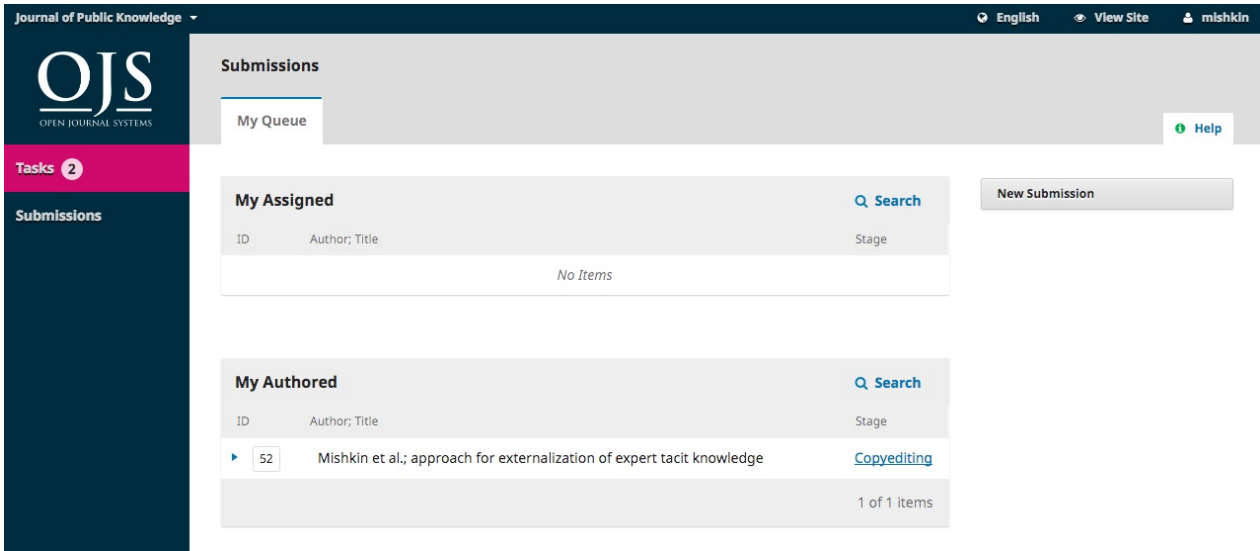 Journal of Public Knowledge
English View Site mishkin
OJS
OPEN JOURNAL SYSTEMS
Submissions
My Queue
Help
Tasks 2
Submissions
My Assigned Search
ID Author; Title Stage
No Items
New Submission
My Authored Search
ID Author; Title Stage
52 Mishkin et al.; approach for externalization of expert tacit knowledge Copyediting
1 of 1 items